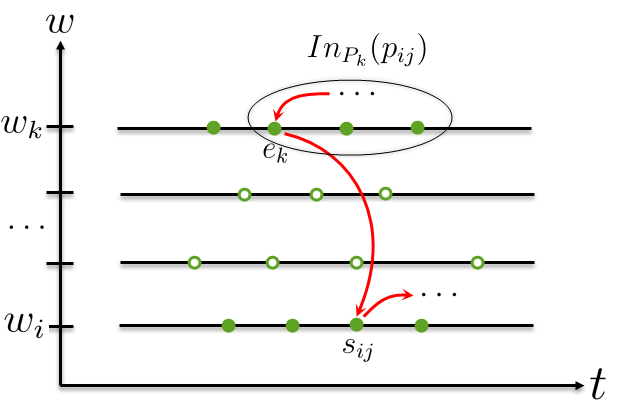 w
In_{P_k}(p_{ij})
...
w_k
e_k
...
...
w_i
s_{ij}
t